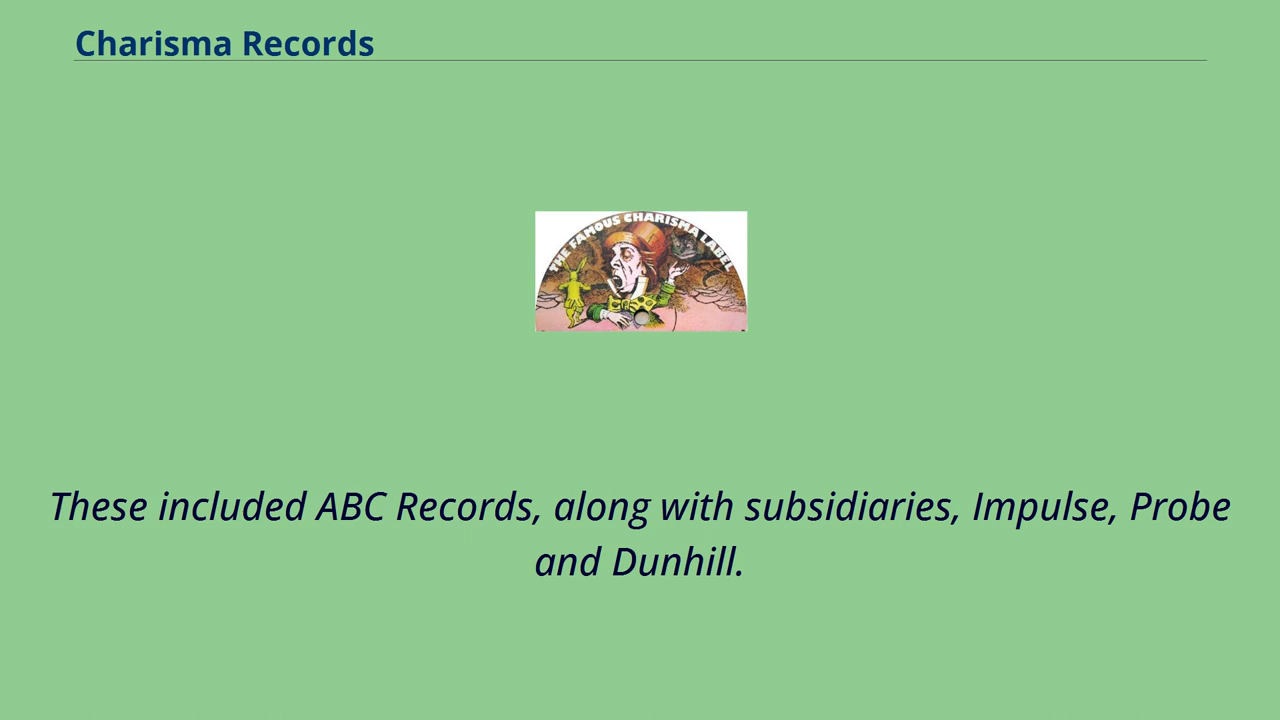 Charisma Records
THE FAMOUS CHARISMA LABEL
These included ABC Records, along with subsidiaries, Impulse, Probe
and Dunhill.